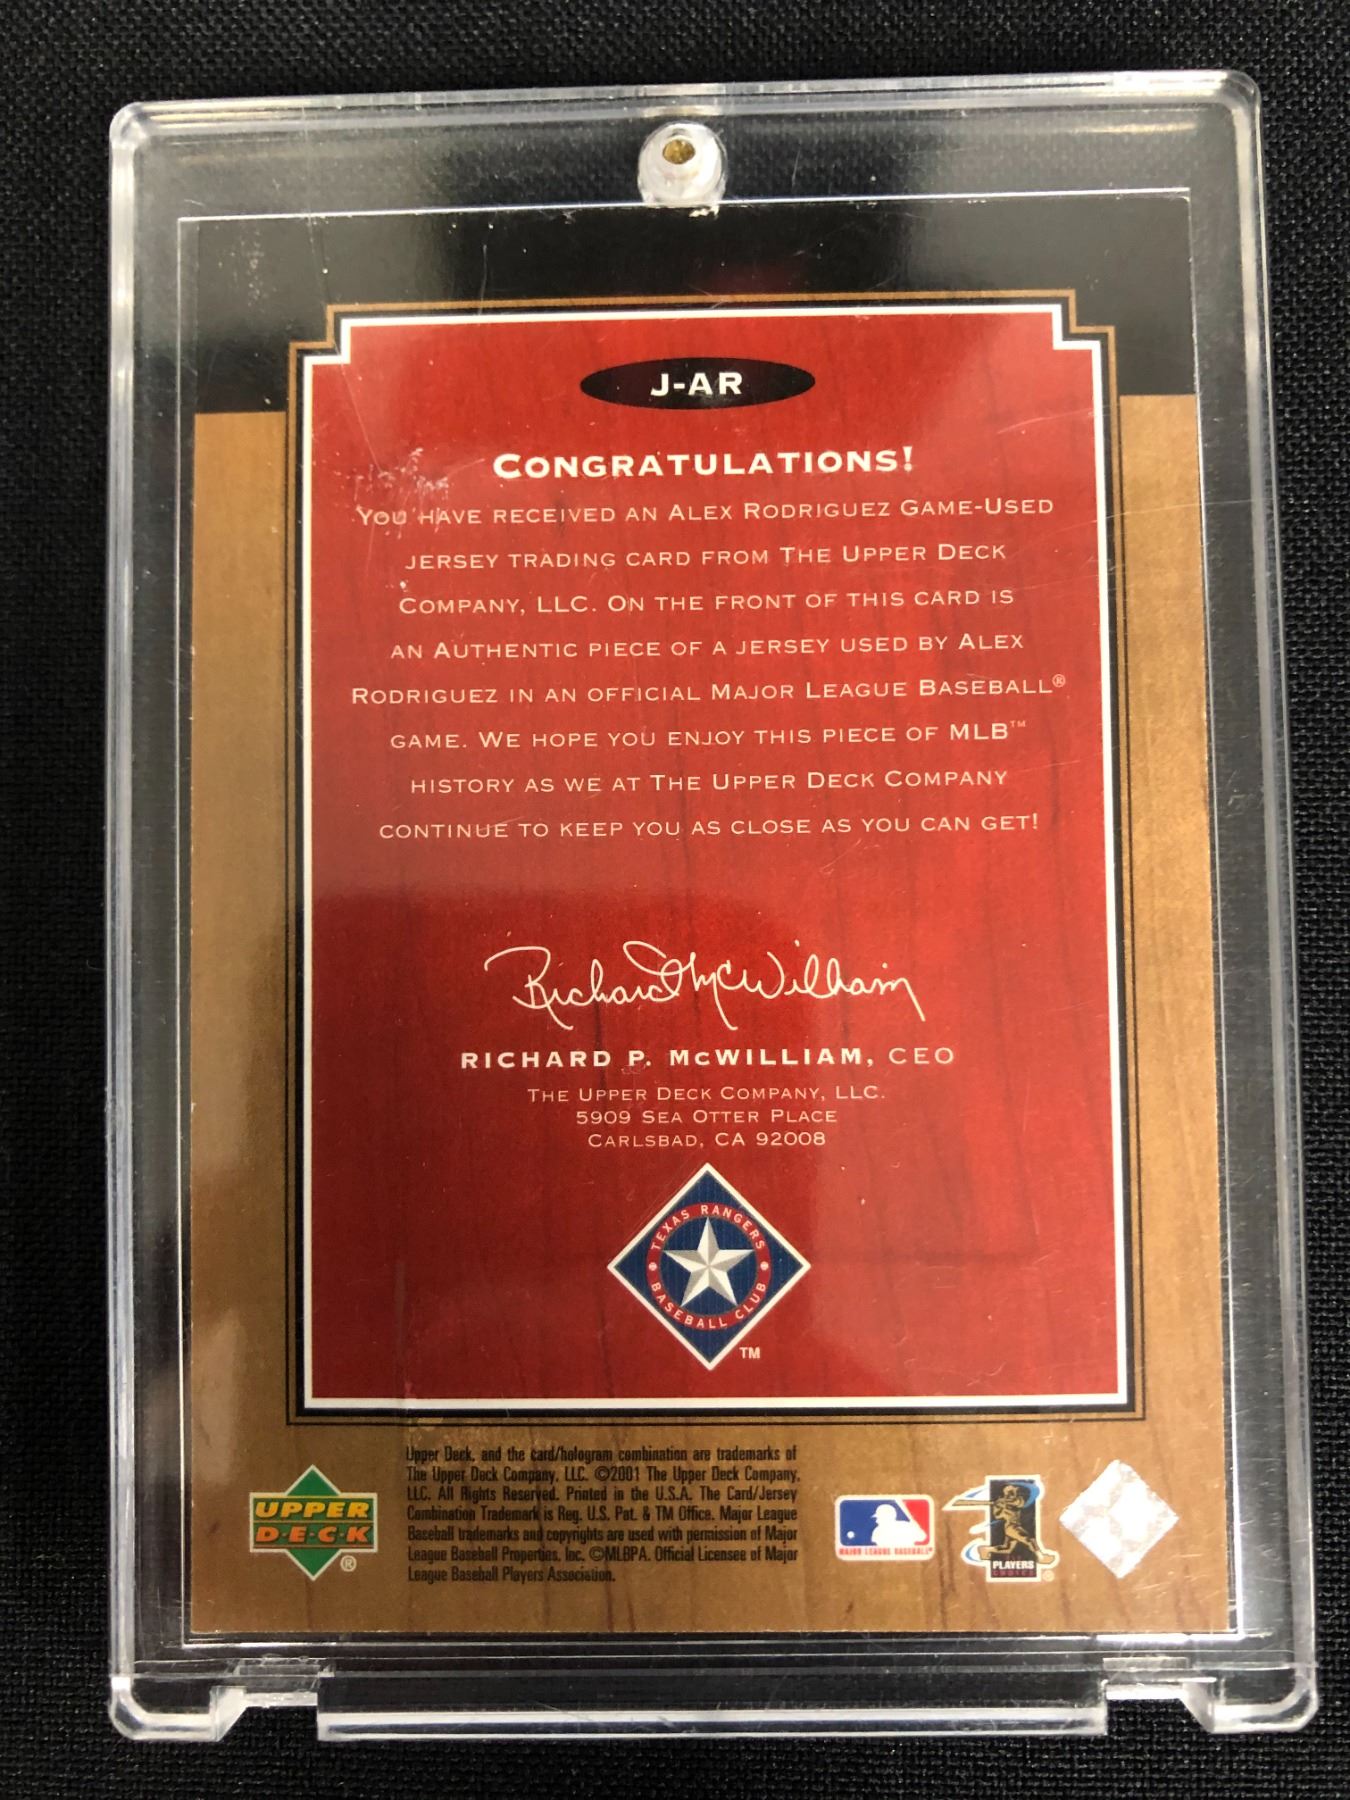 J-AR
CONGRATULATIONS!
YOU HAVE RECEIVED AN ALEX RODRIGUEZ GAME-USED
JERSEY TRADING CARD FROM THE UPPER DECK
COMPANY, LLC. ON THE FRONT OF THIS CARD IS
AN AUTHENTIC PIECE OF A JERSEY USED BY ALEX
RODRIGUEZ IN AN OFFICIAL MAJOR LEAGUE BASEBALL®
GAME. WE HOPE YOU ENJOY THIS PIECE OF MLB™
HISTORY AS WE AT THE UPPER DECK COMPANY
CONTINUE TO KEEP YOU AS CLOSE AS YOU CAN GET!
Richard McWilliam
RICHARD P. McWILLIAM, CEO
THE UPPER DECK COMPANY, LLC.
5909 SEA OTTER PLACE
CARLSBAD, CA 92008
TEXAS RANGERS
BASEBALL CLUB
TM
Upper Deck, and the card/hologram combination are trademarks of
The Upper Deck Company, LLC. ©2001 The Upper Deck Company,
LLC. All Rights Reserved. Printed in the U.S.A. The Card/Jersey
Combination Trademark is Reg. U.S. Pat. & TM Office. Major League
Baseball trademarks and copyrights are used with permission of Major
League Baseball Properties, Inc. ©MLBPA. Official Licensee of Major
League Baseball Players Association.
UPPER
D·E·C·K
®
MAJOR LEAGUE BASEBALL
PLAYERS
CHOICE
®